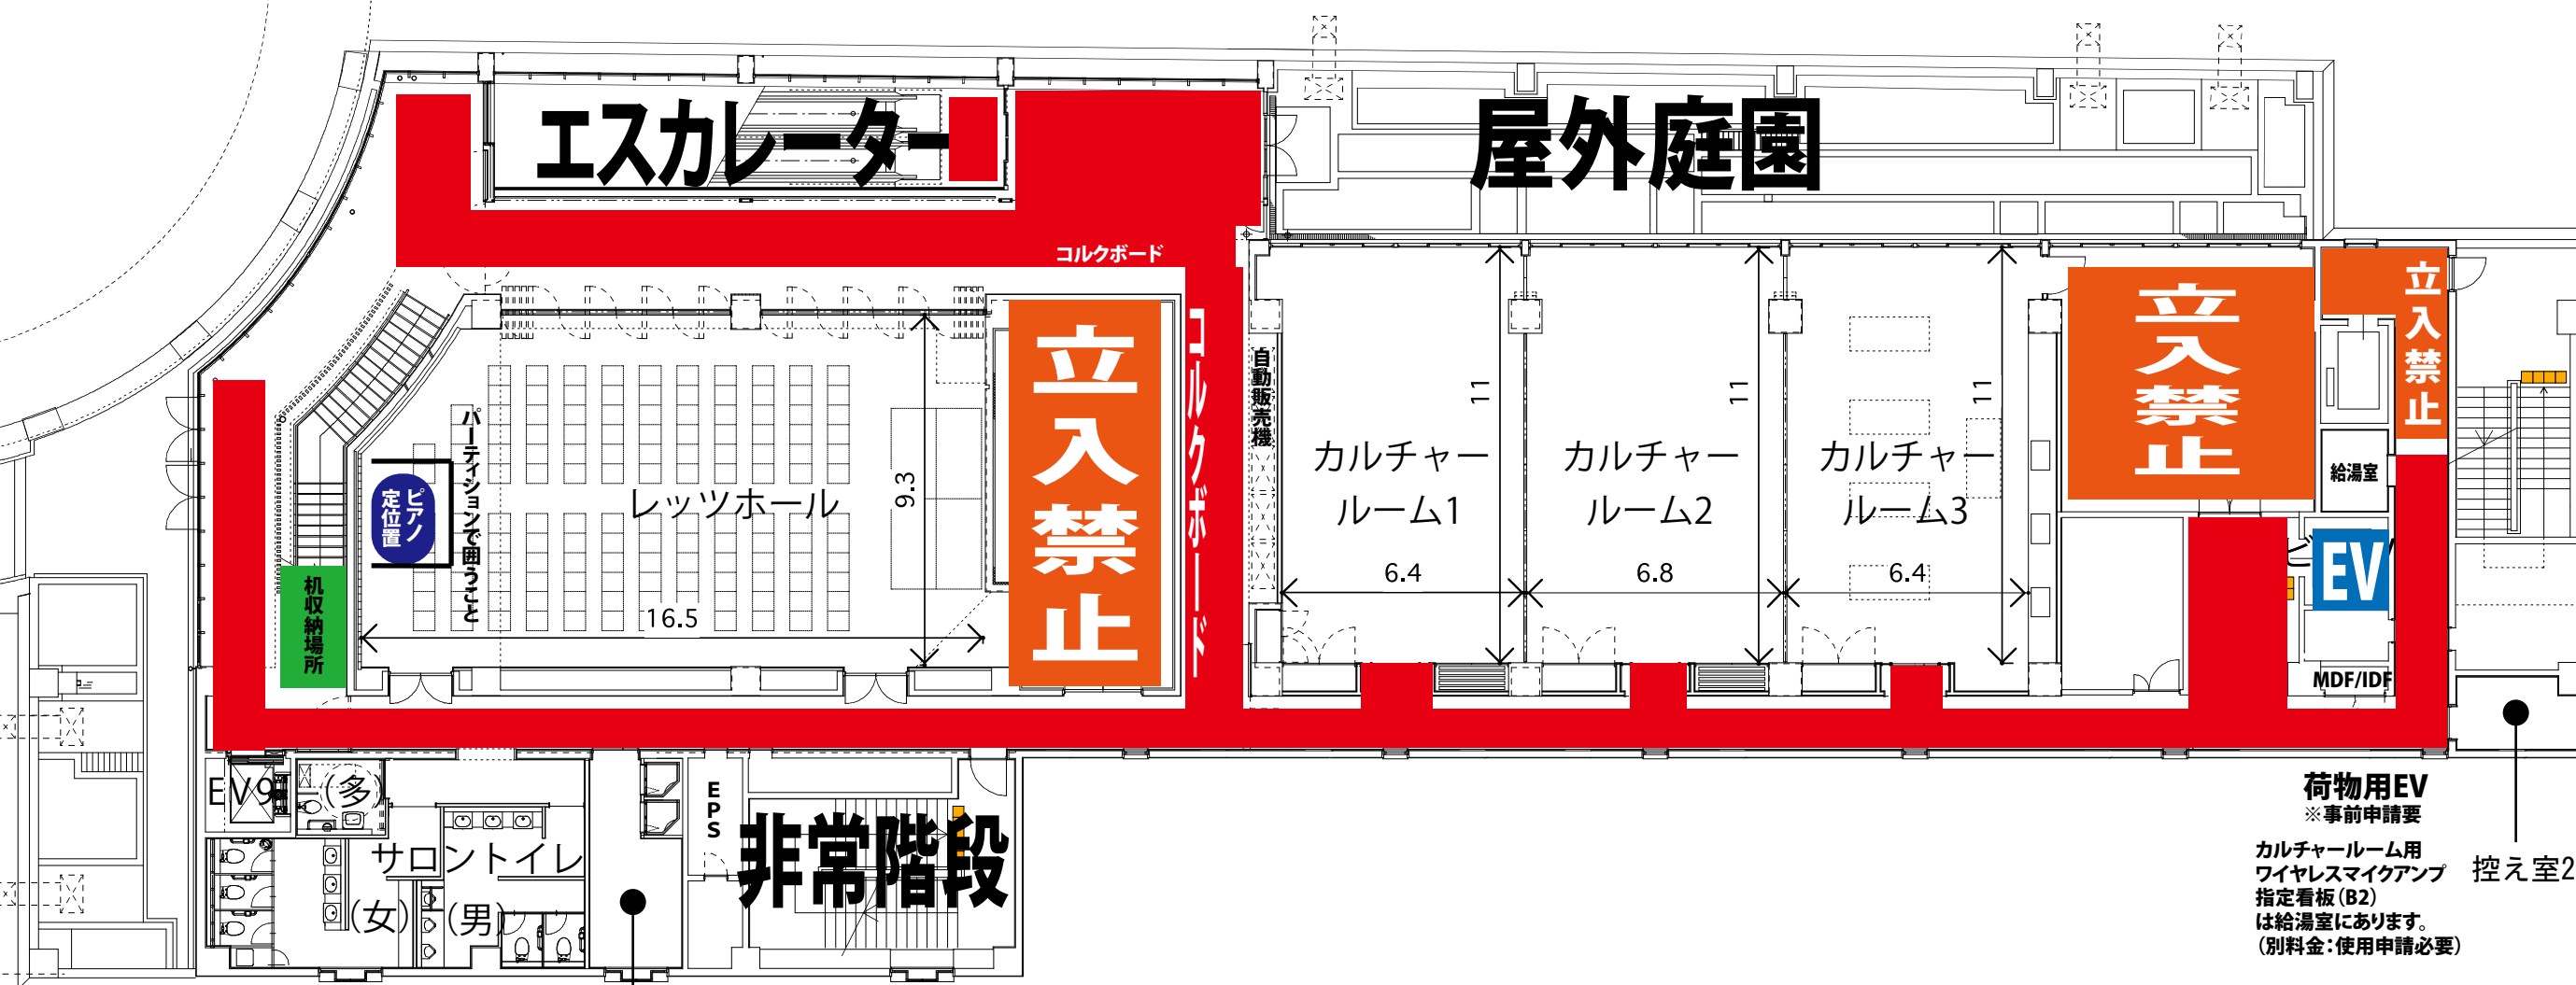 エスカレーター
屋外庭園
コルクボード
立入禁止
立入禁止
立入禁止
コルクボード
自動販売機
パーティションで囲うこと
ピアノ
定位置
レッツホール
9.3
16.5
机収納場所
11
11
11
カルチャー
ルーム1
カルチャー
ルーム2
カルチャー
ルーム3
6.4
6.8
6.4
給湯室
EV
MDF/IDF
EV9
(多)
サロントイレ
(女)
(男)
EPS
非常階段
荷物用EV
※事前申請要
カルチャールーム用
ワイヤレスマイクアンプ
指定看板(B2)
は給湯室にあります。
(別料金:使用申請必要)
控え室2